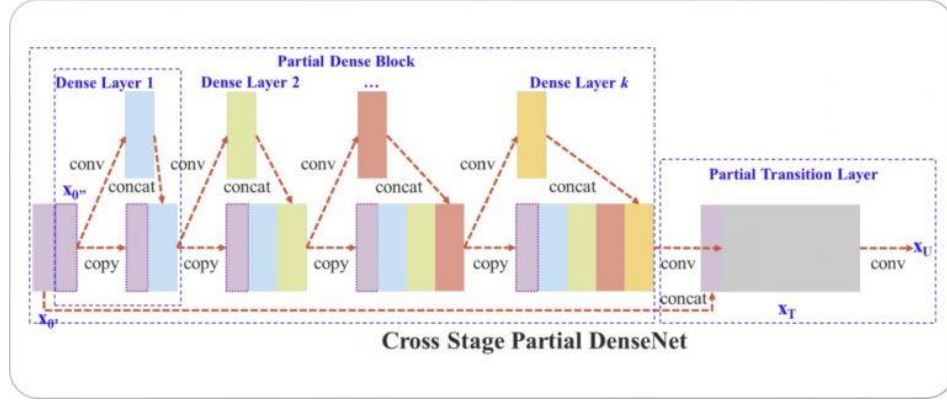 Partial Dense Block
Dense Layer 1
Dense Layer 2
...
Dense Layer k
conv
conv
conv
conv
concat
concat
concat
concat
x0''
copy
copy
copy
copy
x0'
Partial Transition Layer
conv
concat
xT
conv
xU
Cross Stage Partial DenseNet